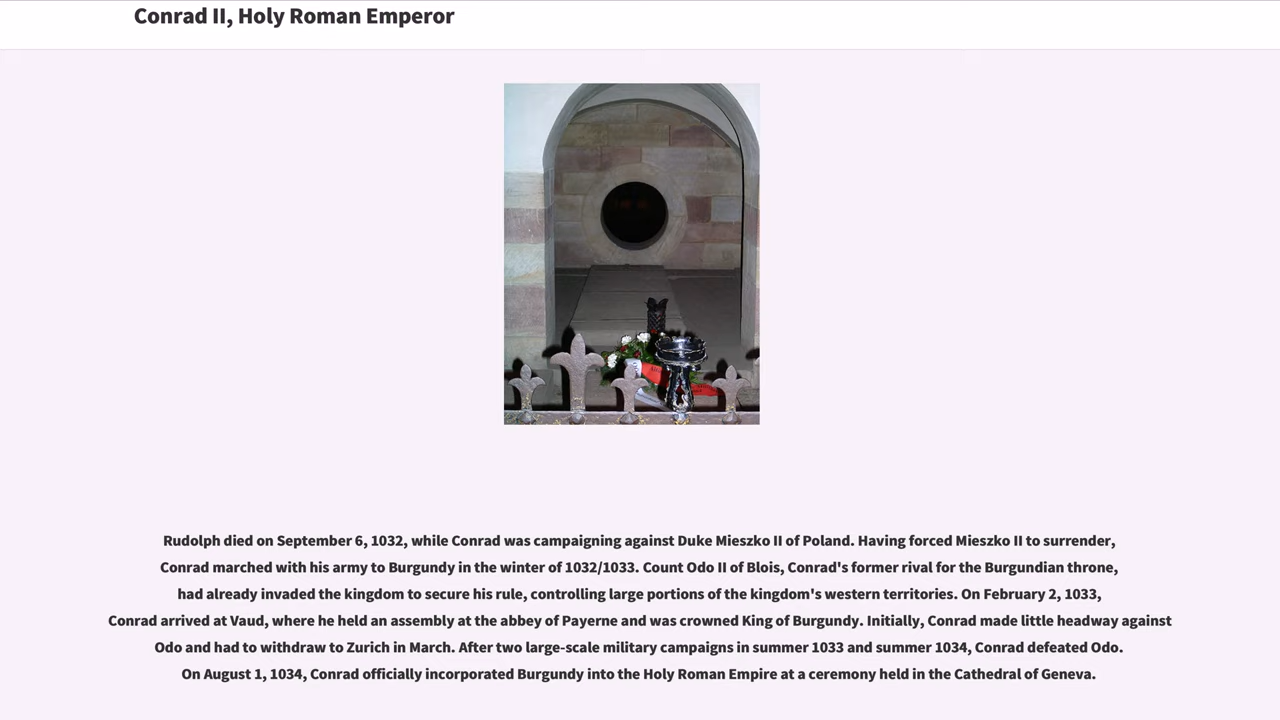 Conrad II, Holy Roman Emperor
Rudolph died on September 6, 1032, while Conrad was campaigning against Duke Mieszko II of Poland. Having forced Mieszko II to surrender,
Conrad marched with his army to Burgundy in the winter of 1032/1033. Count Odo II of Blois, Conrad's former rival for the Burgundian throne,
had already invaded the kingdom to secure his rule, controlling large portions of the kingdom's western territories. On February 2, 1033,
Conrad arrived at Vaud, where he held an assembly at the abbey of Payerne and was crowned King of Burgundy. Initially, Conrad made little headway against
Odo and had to withdraw to Zurich in March. After two large-scale military campaigns in summer 1033 and summer 1034, Conrad defeated Odo.
On August 1, 1034, Conrad officially incorporated Burgundy into the Holy Roman Empire at a ceremony held in the Cathedral of Geneva.